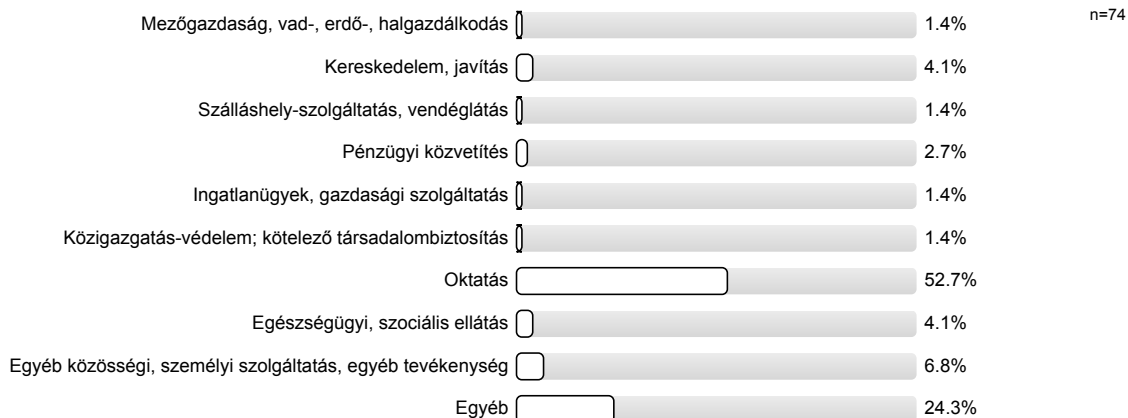 Mezőgazdaság, vad-, erdő-, halgazdálkodás 1.4% n=74
Kereskedelem, javítás 4.1%
Szálláshely-szolgáltatás, vendéglátás 1.4%
Pénzügyi közvetítés 2.7%
Ingatlanügyek, gazdasági szolgáltatás 1.4%
Közigazgatás-védelem; kötelező társadalombiztosítás 1.4%
Oktatás 52.7%
Egészségügyi, szociális ellátás 4.1%
Egyéb közösségi, személyi szolgáltatás, egyéb tevékenység 6.8%
Egyéb 24.3%